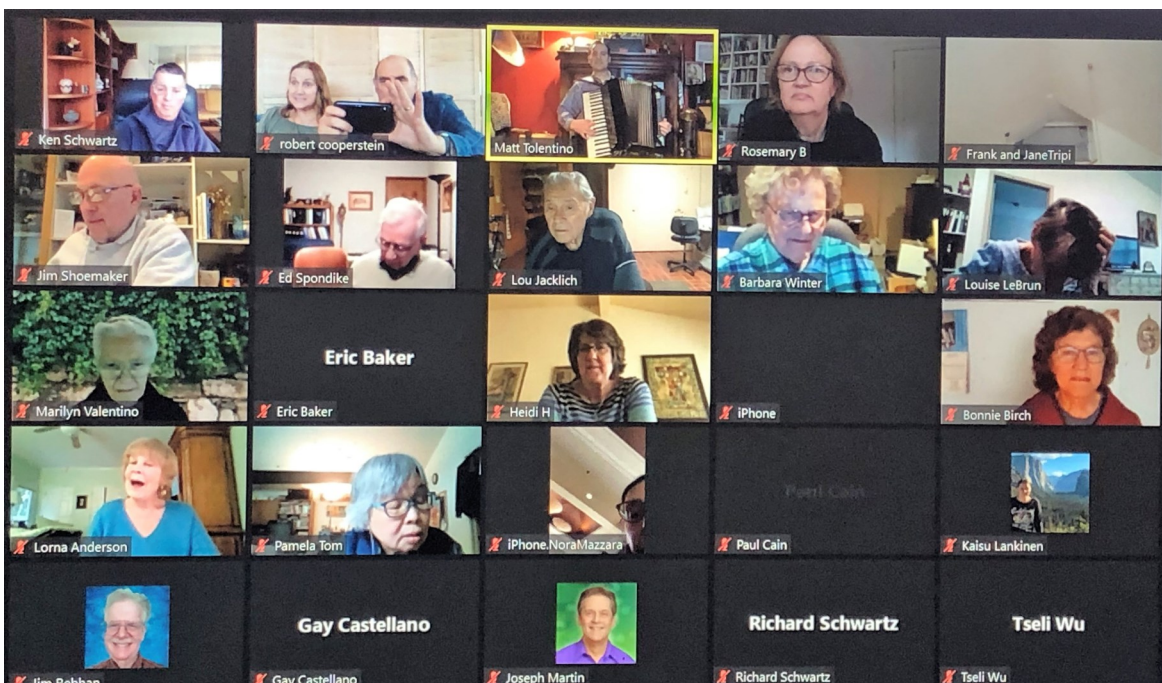 Ken Schwartz
robert cooperstein
Matt Tolentino
Rosemary B
Frank and JaneTripi
Jim Shoemaker
Ed Spondike
Lou Jacklich
Barbara Winter
Louise LeBrun
Marilyn Valentino
Eric Baker
Eric Baker
Heidi H
iPhone
Bonnie Birch
Lorna Anderson
Pamela Tom
iPhone.NoraMazzara
Paul Cain
Paul Cain
Kaisu Lankinen
Jim Rebhan
Gay Castellano
Gay Castellano
Joseph Martin
Richard Schwartz
Richard Schwartz
Tseli Wu
Tseli Wu